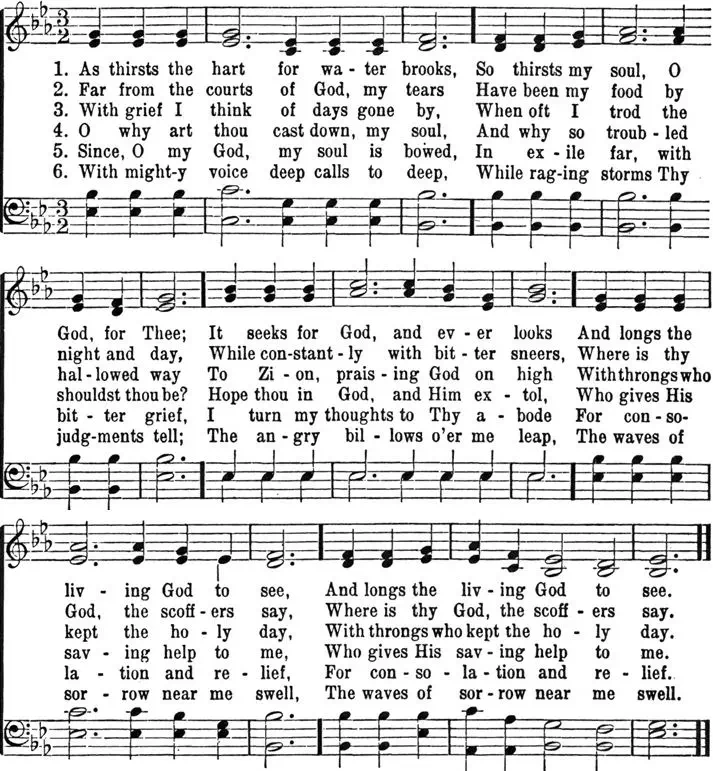 3
2
1. As thirsts the hart for wa - ter brooks, So thirsts my soul, O
2. Far from the courts of God, my tears Have been my food by
3. With grief I think of days gone by, When oft I trod the
4. O why art thou cast down, my soul, And why so troub - led
5. Since, O my God, my soul is bowed, In ex - ile far, with
6. With might-y voice deep calls to deep, While rag-ing storms Thy
3
2
God, for Thee; It seeks for God, and ev - er looks And longs the
night and day, While con-stant - ly with bit - ter sneers, Where is thy
hal - lowed way To Zi - on, prais - ing God on high With throngs who
shouldst thou be? Hope thou in God, and Him ex - tol, Who gives His
bit - ter grief, I turn my thoughts to Thy a - bode For con - so-
judg-ments tell; The an - gry bil - lows o'er me leap, The waves of
liv - ing God to see, And longs the liv - ing God to see.
God, the scoff - ers say, Where is thy God, the scoff - ers say.
kept the ho - ly day, With throngs who kept the ho - ly day.
sav - ing help to me, Who gives His sav - ing help to me.
la - tion and re - lief, For con - so - la - tion and re - lief.
sor - row near me swell, The waves of sor - row near me swell.